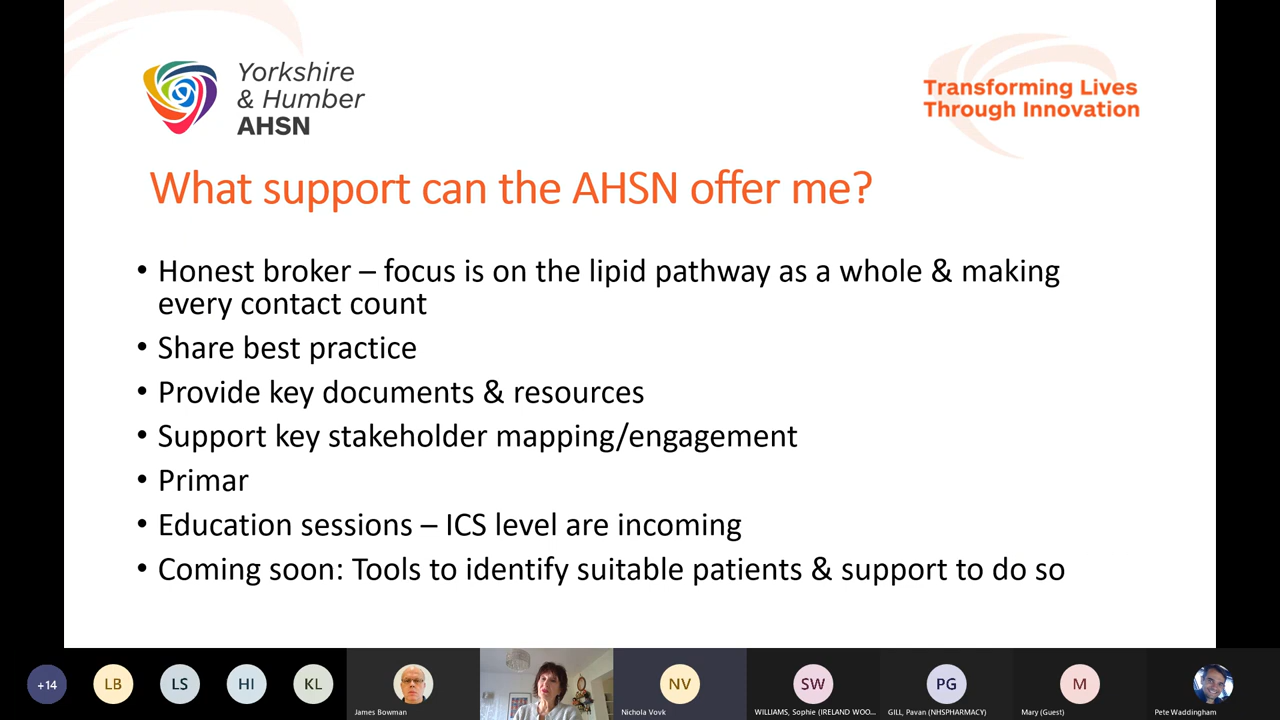 Yorkshire
& Humber
AHSN
Transforming Lives
Through Innovation
What support can the AHSN offer me?
• Honest broker – focus is on the lipid pathway as a whole & making
every contact count
• Share best practice
• Provide key documents & resources
• Support key stakeholder mapping/engagement
• Primar
• Education sessions – ICS level are incoming
• Coming soon: Tools to identify suitable patients & support to do so
+14
LB
LS
HI
KL
James Bowman
NV
Nichola Vovk
SW
WILLIAMS, Sophie (IRELAND WOO...
PG
GILL, Pavan (NHSPHARMACY)
M
Mary (Guest)
Pete Waddingham